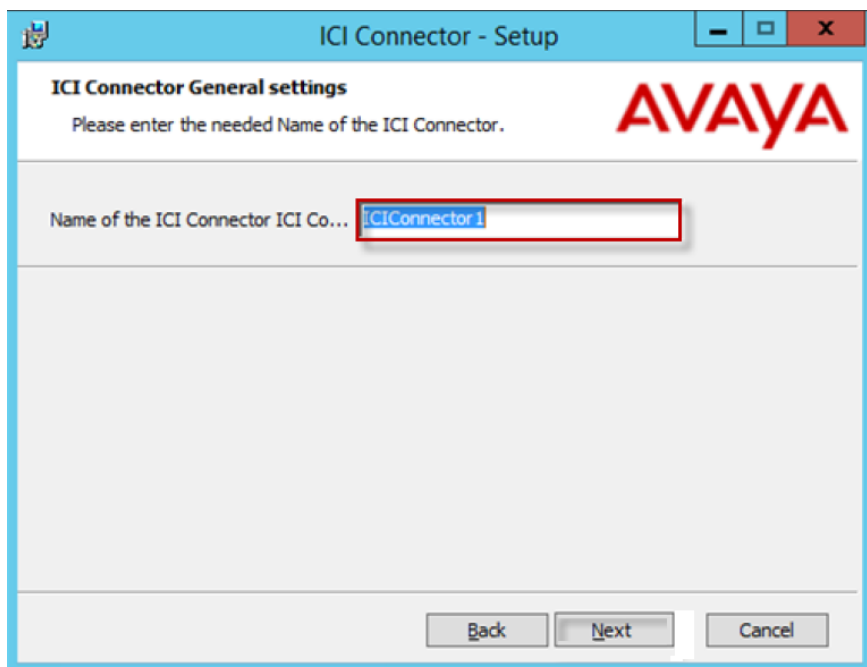 ICI Connector - Setup
ICI Connector General settings
Please enter the needed Name of the ICI Connector.
AVAYA
Name of the ICI Connector ICI Co... ICIConnector1
Back Next Cancel